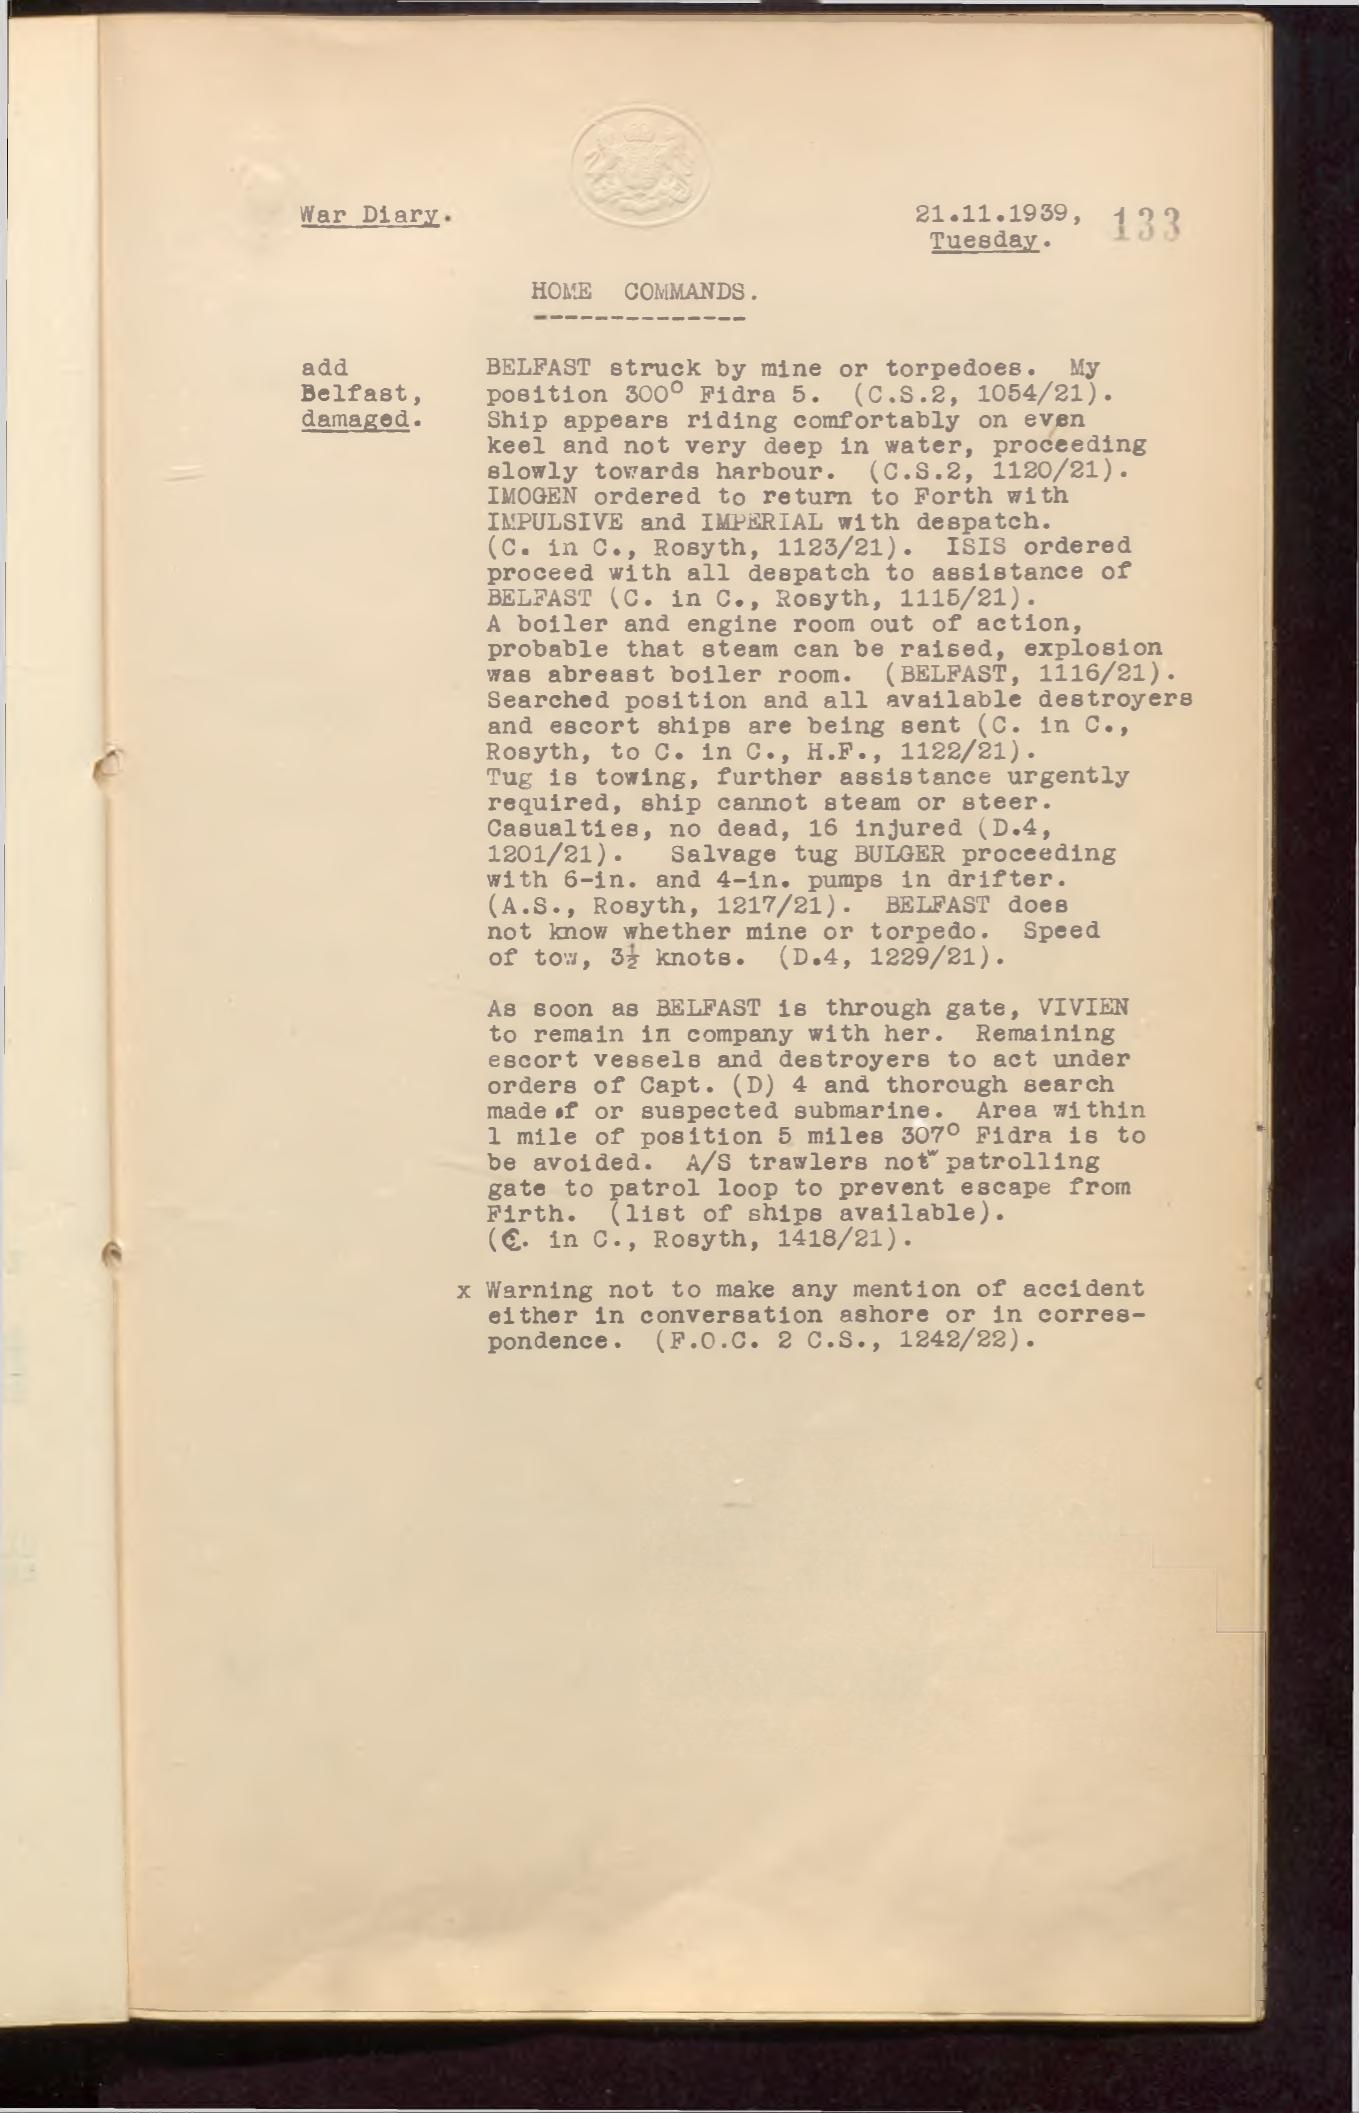 War Diary.
21.11.1939, 133
Tuesday.
HOME COMMANDS.
--------------
add
Belfast,
damaged.
BELFAST struck by mine or torpedoes. My
position 300° Fidra 5. (C.S.2, 1054/21).
Ship appears riding comfortably on even
keel and not very deep in water, proceeding
slowly towards harbour. (C.S.2, 1120/21).
IMOGEN ordered to return to Forth with
IMPULSIVE and IMPERIAL with despatch.
(C. in C., Rosyth, 1123/21). ISIS ordered
proceed with all despatch to assistance of
BELFAST (C. in C., Rosyth, 1115/21).
A boiler and engine room out of action,
probable that steam can be raised, explosion
was abreast boiler room. (BELFAST, 1116/21).
Searched position and all available destroyers
and escort ships are being sent (C. in C.,
Rosyth, to C. in C., H.F., 1122/21).
Tug is towing, further assistance urgently
required, ship cannot steam or steer.
Casualties, no dead, 16 injured (D.4,
1201/21). Salvage tug BULGER proceeding
with 6-in. and 4-in. pumps in drifter.
(A.S., Rosyth, 1217/21). BELFAST does
not know whether mine or torpedo. Speed
of tow, 3½ knots. (D.4, 1229/21).
As soon as BELFAST is through gate, VIVIEN
to remain in company with her. Remaining
escort vessels and destroyers to act under
orders of Capt. (D) 4 and thorough search
made f or suspected submarine. Area within
1 mile of position 5 miles 307° Fidra is to
be avoided. A/S trawlers not patrolling
gate to patrol loop to prevent escape from
Firth. (list of ships available).
(C. in C., Rosyth, 1418/21).
x Warning not to make any mention of accident
either in conversation ashore or in corres-
pondence. (F.O.C. 2 C.S., 1242/22).